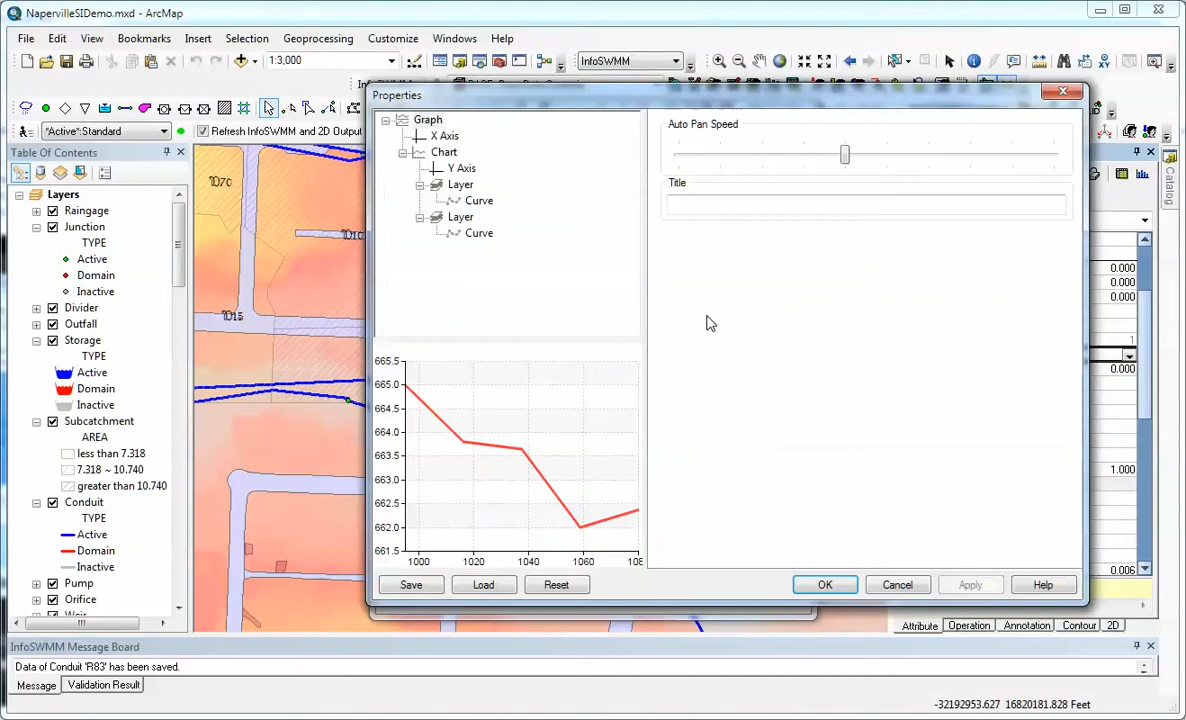 NapervilleSIDemo.mxd - ArcMap
File Edit View Bookmarks Insert Selection Geoprocessing Customize Windows Help
1:3,000
InfoSWMM
"Active":Standard
Refresh InfoSWMM and 2D Output
Table Of Contents
Layers
Raingage
Junction
TYPE
Active
Domain
Inactive
Divider
Outfall
Storage
TYPE
Active
Domain
Inactive
Subcatchment
AREA
less than 7.318
7.318 ~ 10.740
greater than 10.740
Conduit
TYPE
Active
Domain
Inactive
Pump
Orifice
Weir
1070
1010
1015
Properties
Graph
X Axis
Chart
Y Axis
Layer
Curve
Layer
Curve
Auto Pan Speed
Title
665.5
665.0
664.5
664.0
663.5
663.0
662.5
662.0
661.5
1000 1020 1040 1060 108
Save Load Reset
OK Cancel Apply Help
Catalog
0.000
0.000
0.000
1
0.000
1.000
0.006
Attribute Operation Annotation Contour 2D
InfoSWMM Message Board
Data of Conduit 'R83' has been saved.
Message Validation Result
-32192953.627 16820181.828 Feet